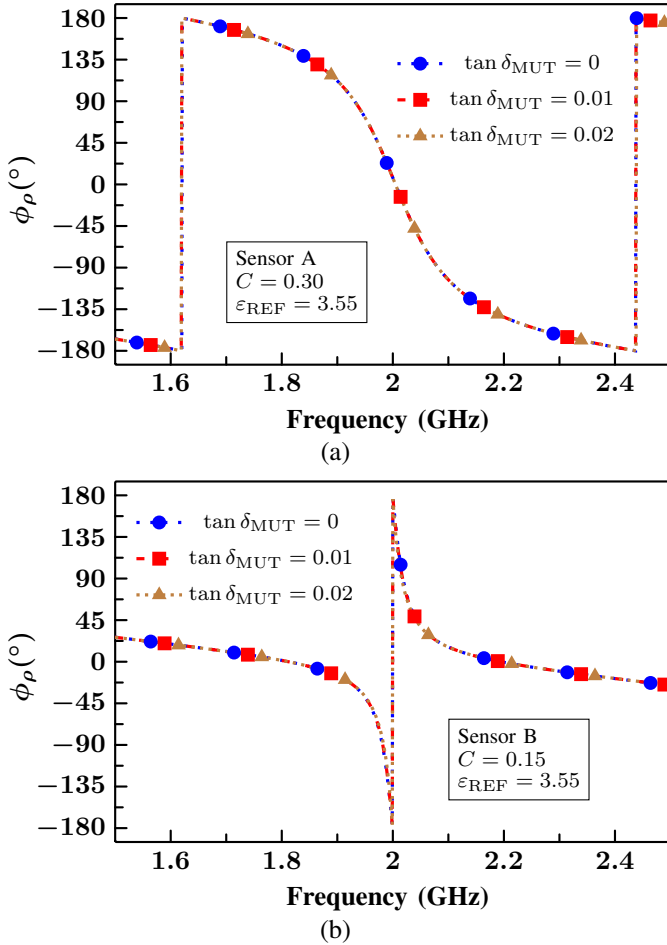 180
135
90
45
0
−45
−90
−135
−180
ϕρ(°)
tan δMUT = 0
tan δMUT = 0.01
tan δMUT = 0.02
Sensor A
C = 0.30
εREF = 3.55
1.6 1.8 2 2.2 2.4
Frequency (GHz)
(a)
180
135
90
45
0
−45
−90
−135
−180
ϕρ(°)
tan δMUT = 0
tan δMUT = 0.01
tan δMUT = 0.02
Sensor B
C = 0.15
εREF = 3.55
1.6 1.8 2 2.2 2.4
Frequency (GHz)
(b)